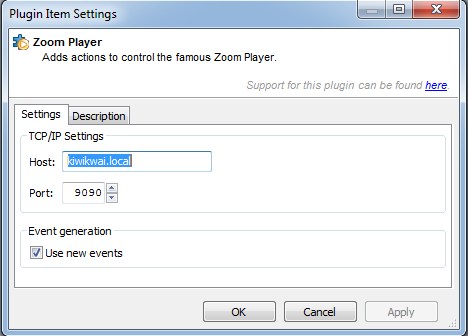 Plugin Item Settings
Zoom Player
Adds actions to control the famous Zoom Player.
Support for this plugin can be found here.
Settings Description
TCP/IP Settings
Host: kiwikwai.local
Port: 9090
Event generation
Use new events
OK Cancel Apply